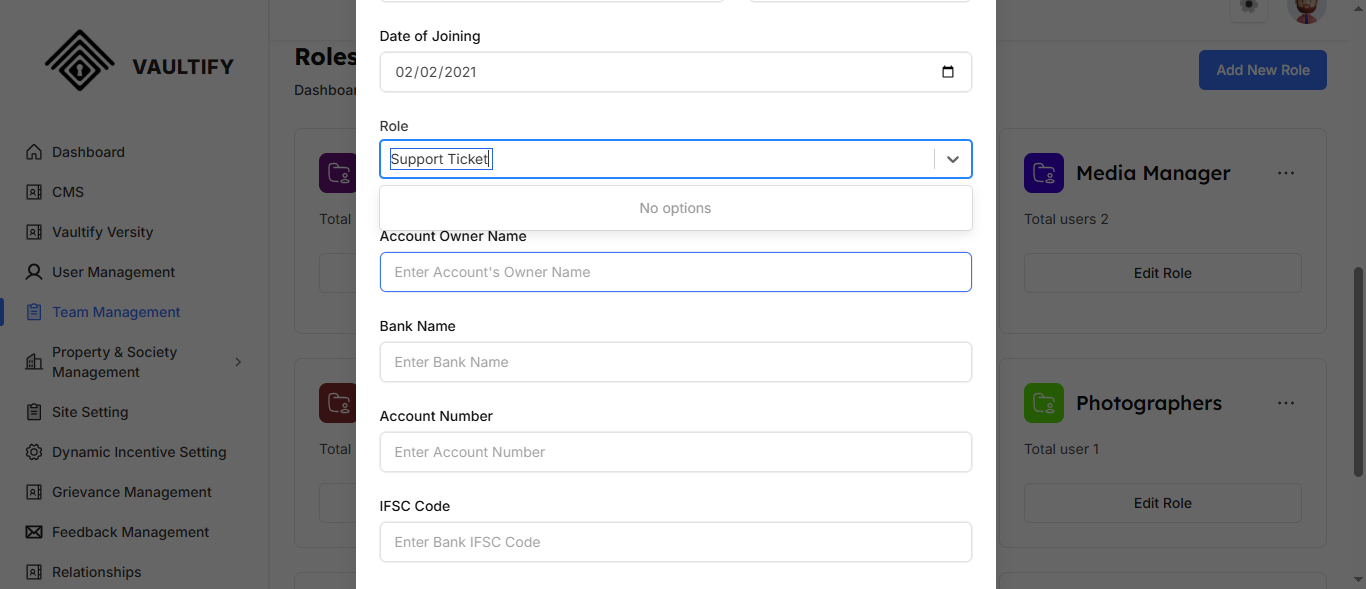 VAULTIFY
Dashboard
CMS
Vaultify Versity
User Management
Team Management
Property & Society
Management
Site Setting
Dynamic Incentive Setting
Grievance Management
Feedback Management
Relationships
Roles
Dashboar
Add New Role
Total
Total
Date of Joining
02/02/2021
Role
Support Ticket
No options
Account Owner Name
Enter Account's Owner Name
Bank Name
Enter Bank Name
Account Number
Enter Account Number
IFSC Code
Enter Bank IFSC Code
Media Manager
Total users 2
Edit Role
Photographers
Total user 1
Edit Role